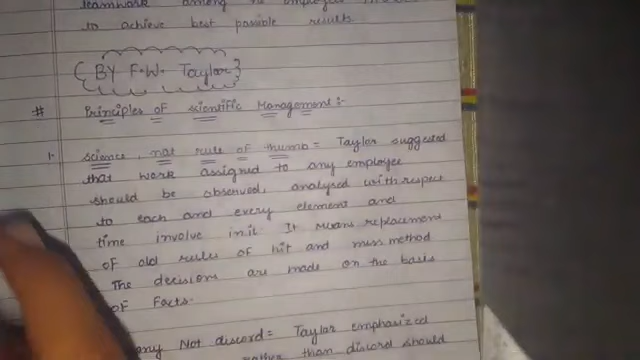 teamwork among
to achieve best possible results
{ BY F.W. Taylor }
# Principles of scientific Management:-
1. science, not rule of thumb = Taylor suggested
that work assigned to any employee
should be observed, analysed with respect
to each and every element and
time involve in it. It means replacement
of old rules of hit and miss method
The decisions are made on the basis
of Facts.
Not discord = Taylor emphasized
rather than discord should